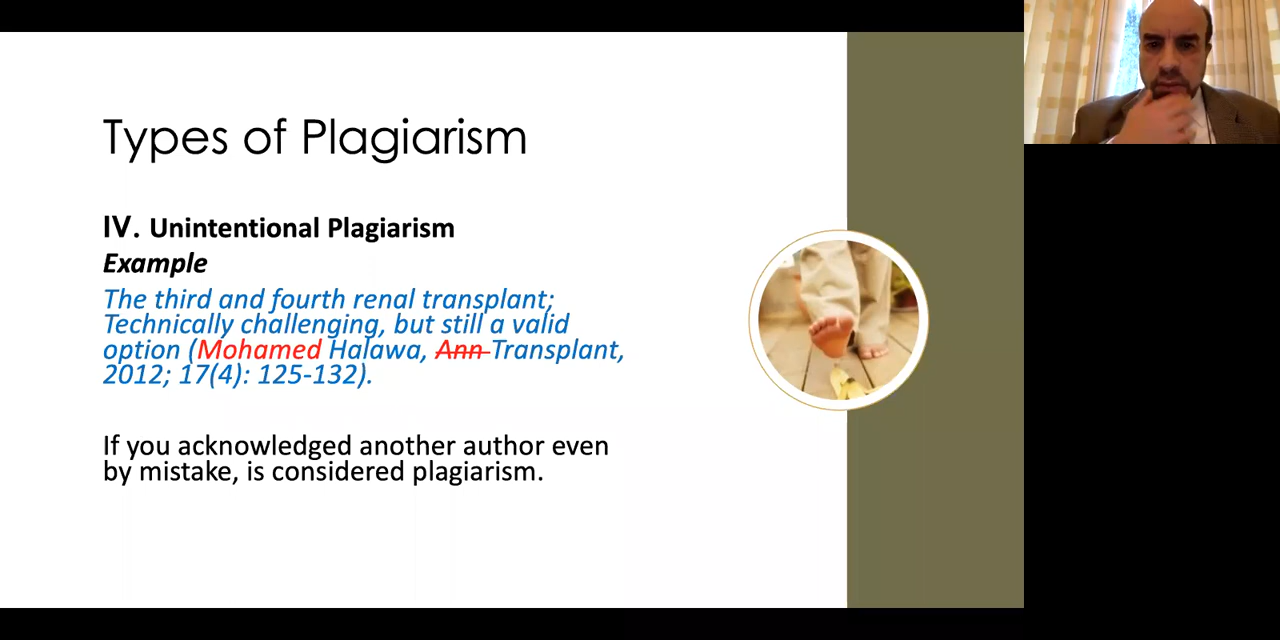 Types of Plagiarism
IV. Unintentional Plagiarism
Example
The third and fourth renal transplant;
Technically challenging, but still a valid
option (Mohamed Halawa, Ann Transplant,
2012; 17(4): 125-132).
If you acknowledged another author even
by mistake, is considered plagiarism.